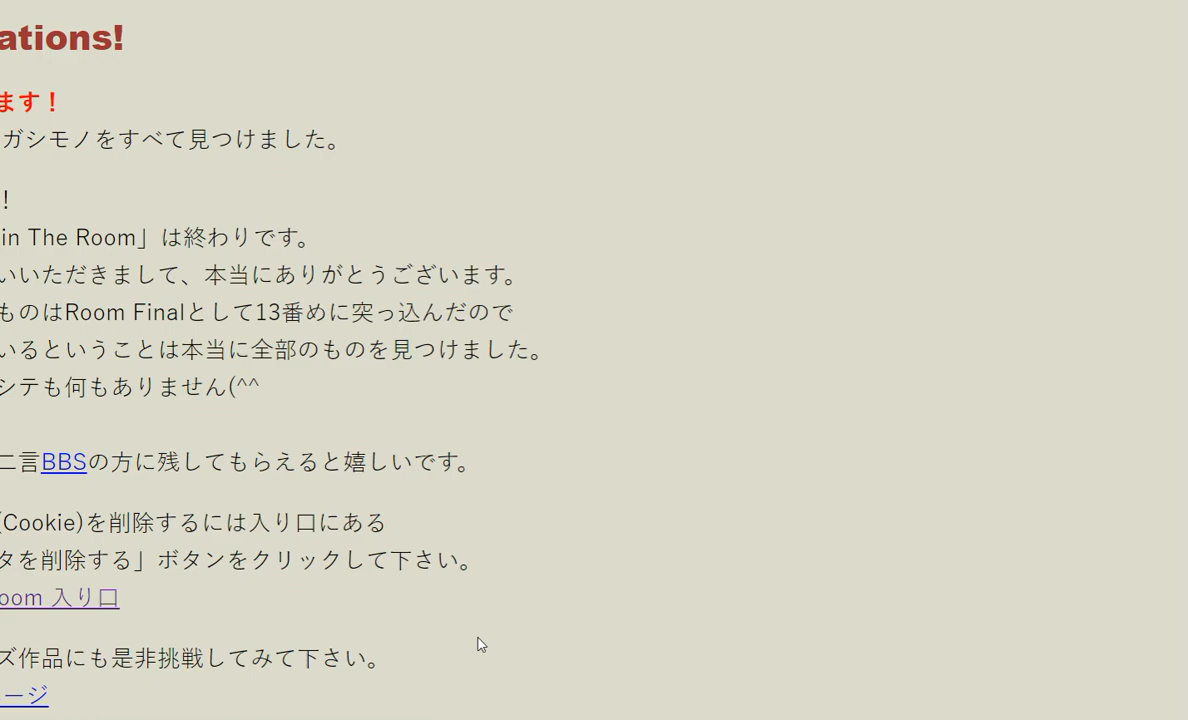 ations!
ます！
ガシモノをすべて見つけました。
！
in The Room」は終わりです。
いいただきまして、本当にありがとうございます。
ものはRoom Finalとして13番めに突っ込んだので
いるということは本当に全部のものを見つけました。
シテも何もありません(^^
二言BBSの方に残してもらえると嬉しいです。
(Cookie)を削除するには入り口にある
タを削除する」ボタンをクリックして下さい。
oom 入り口
ズ作品にも是非挑戦してみて下さい。
ージ